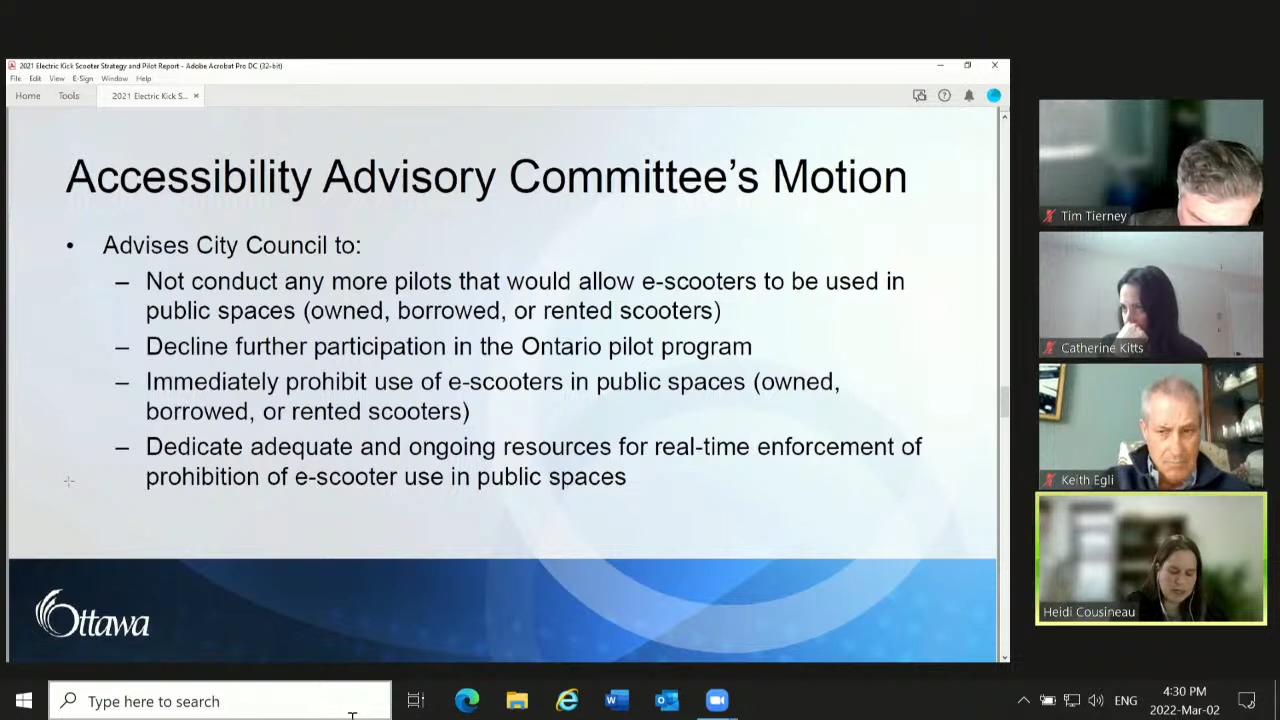 2021 Electric Kick Scooter Strategy and Pilot Report - Adobe Acrobat Pro DC (32-bit)
File Edit View E-Sign Window Help
Home Tools 2021 Electric Kick S... ×
Accessibility Advisory Committee's Motion
• Advises City Council to:
– Not conduct any more pilots that would allow e-scooters to be used in
public spaces (owned, borrowed, or rented scooters)
– Decline further participation in the Ontario pilot program
– Immediately prohibit use of e-scooters in public spaces (owned,
borrowed, or rented scooters)
– Dedicate adequate and ongoing resources for real-time enforcement of
prohibition of e-scooter use in public spaces
Ottawa
Tim Tierney
Catherine Kitts
Keith Egli
Heidi Cousineau
Type here to search
ENG
4:30 PM
2022-Mar-02